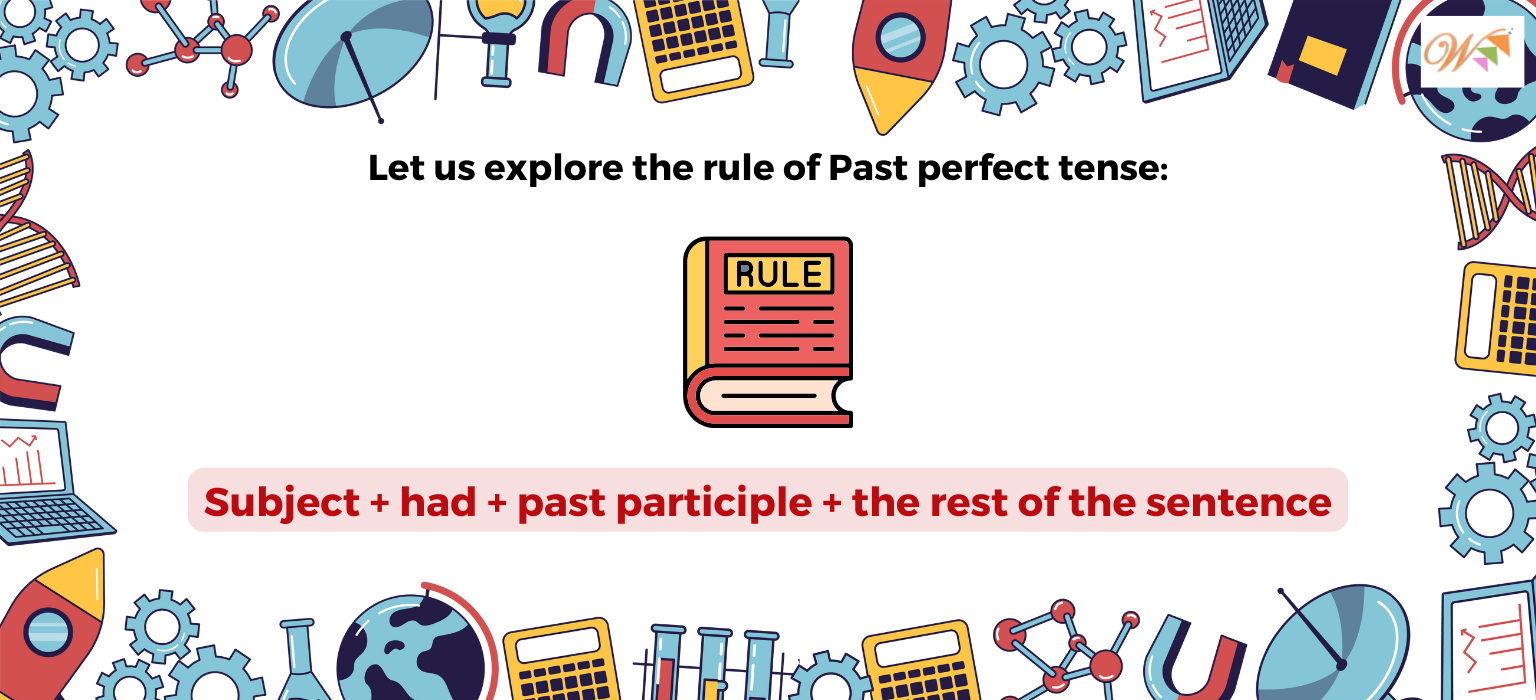 Let us explore the rule of Past perfect tense:
RULE
Subject + had + past participle + the rest of the sentence